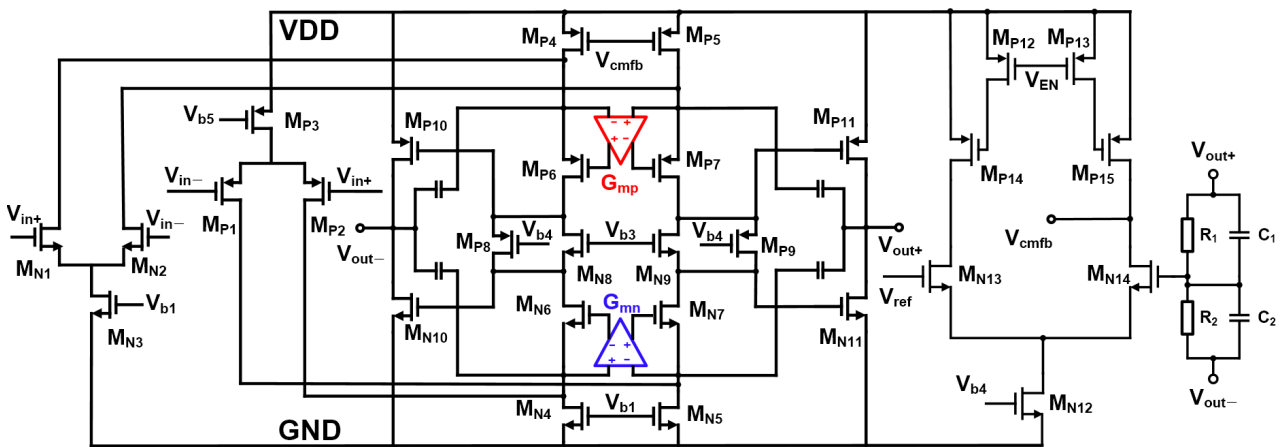 VDD
M_P4
M_P5
M_P12
M_P13
V_cmfb
V_EN
V_b5
M_P3
M_P10
M_P11
− + 
+ −
G_mp
M_P6
M_P7
M_P14
M_P15
V_out+
V_in−
V_in+
M_P1
M_P2
V_in+
V_in−
M_N1
M_N2
V_out−
M_P8
V_b4
V_b3
V_b4
M_P9
V_out+
V_cmfb
R_1
C_1
M_N8
M_N9
M_N13
M_N14
V_ref
V_b1
M_N3
M_N10
M_N6
G_mn
M_N7
M_N11
− +
+ −
R_2
C_2
M_N4
V_b1
M_N5
V_b4
M_N12
V_out−
GND